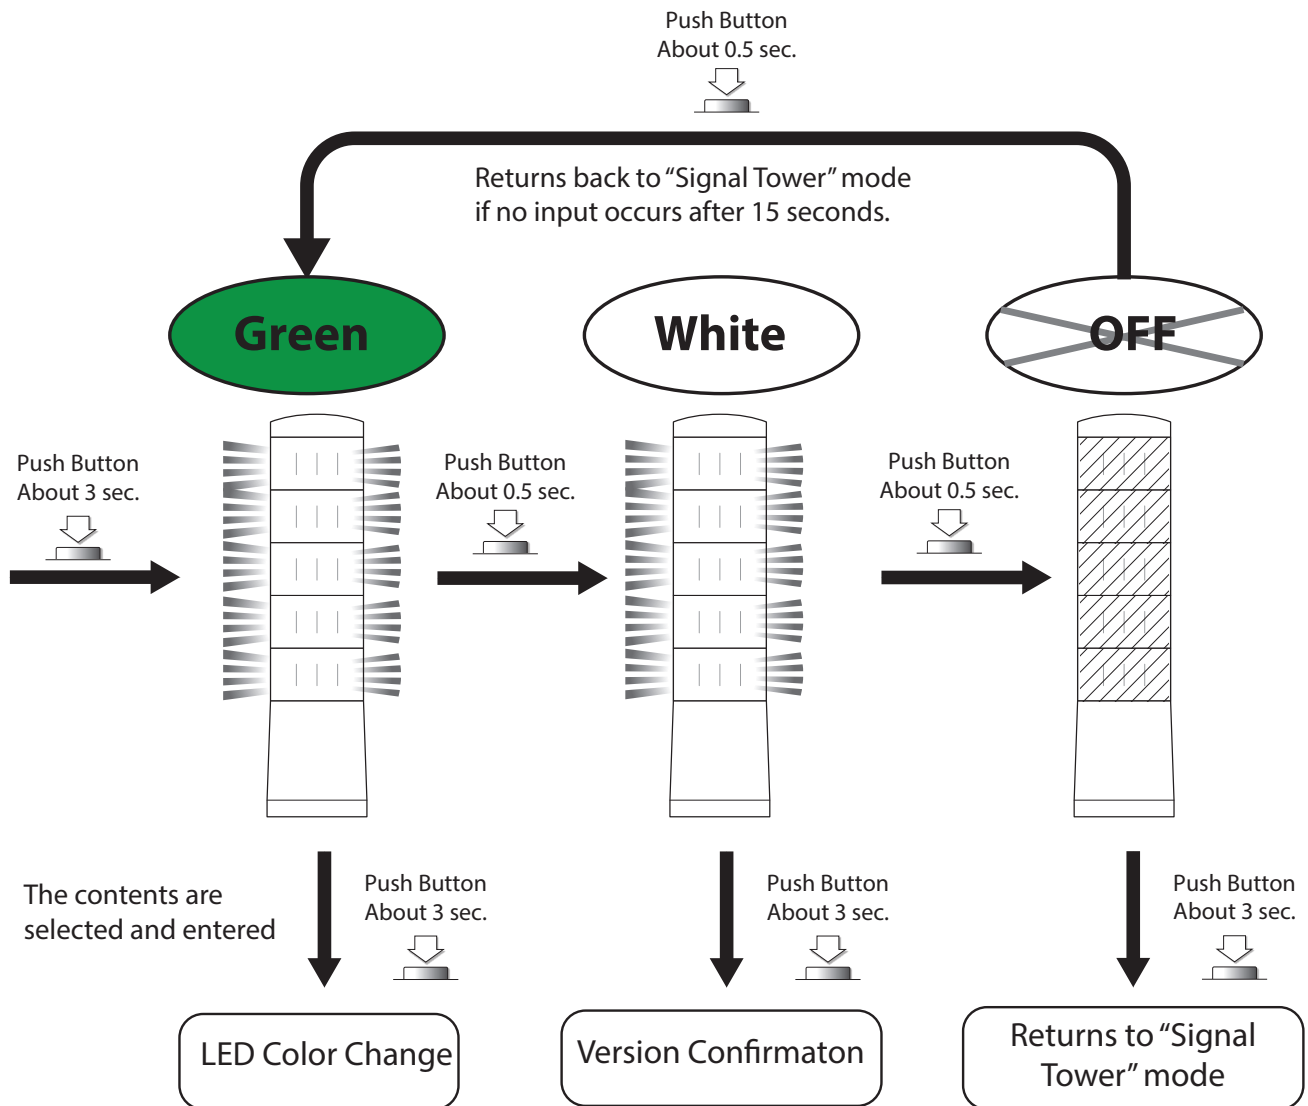 Push Button
About 0.5 sec.
Returns back to “Signal Tower” mode
if no input occurs after 15 seconds.
Green
White
OFF
Push Button
About 3 sec.
Push Button
About 0.5 sec.
Push Button
About 0.5 sec.
The contents are
selected and entered
Push Button
About 3 sec.
Push Button
About 3 sec.
Push Button
About 3 sec.
LED Color Change
Version Confirmaton
Returns to “Signal
Tower” mode